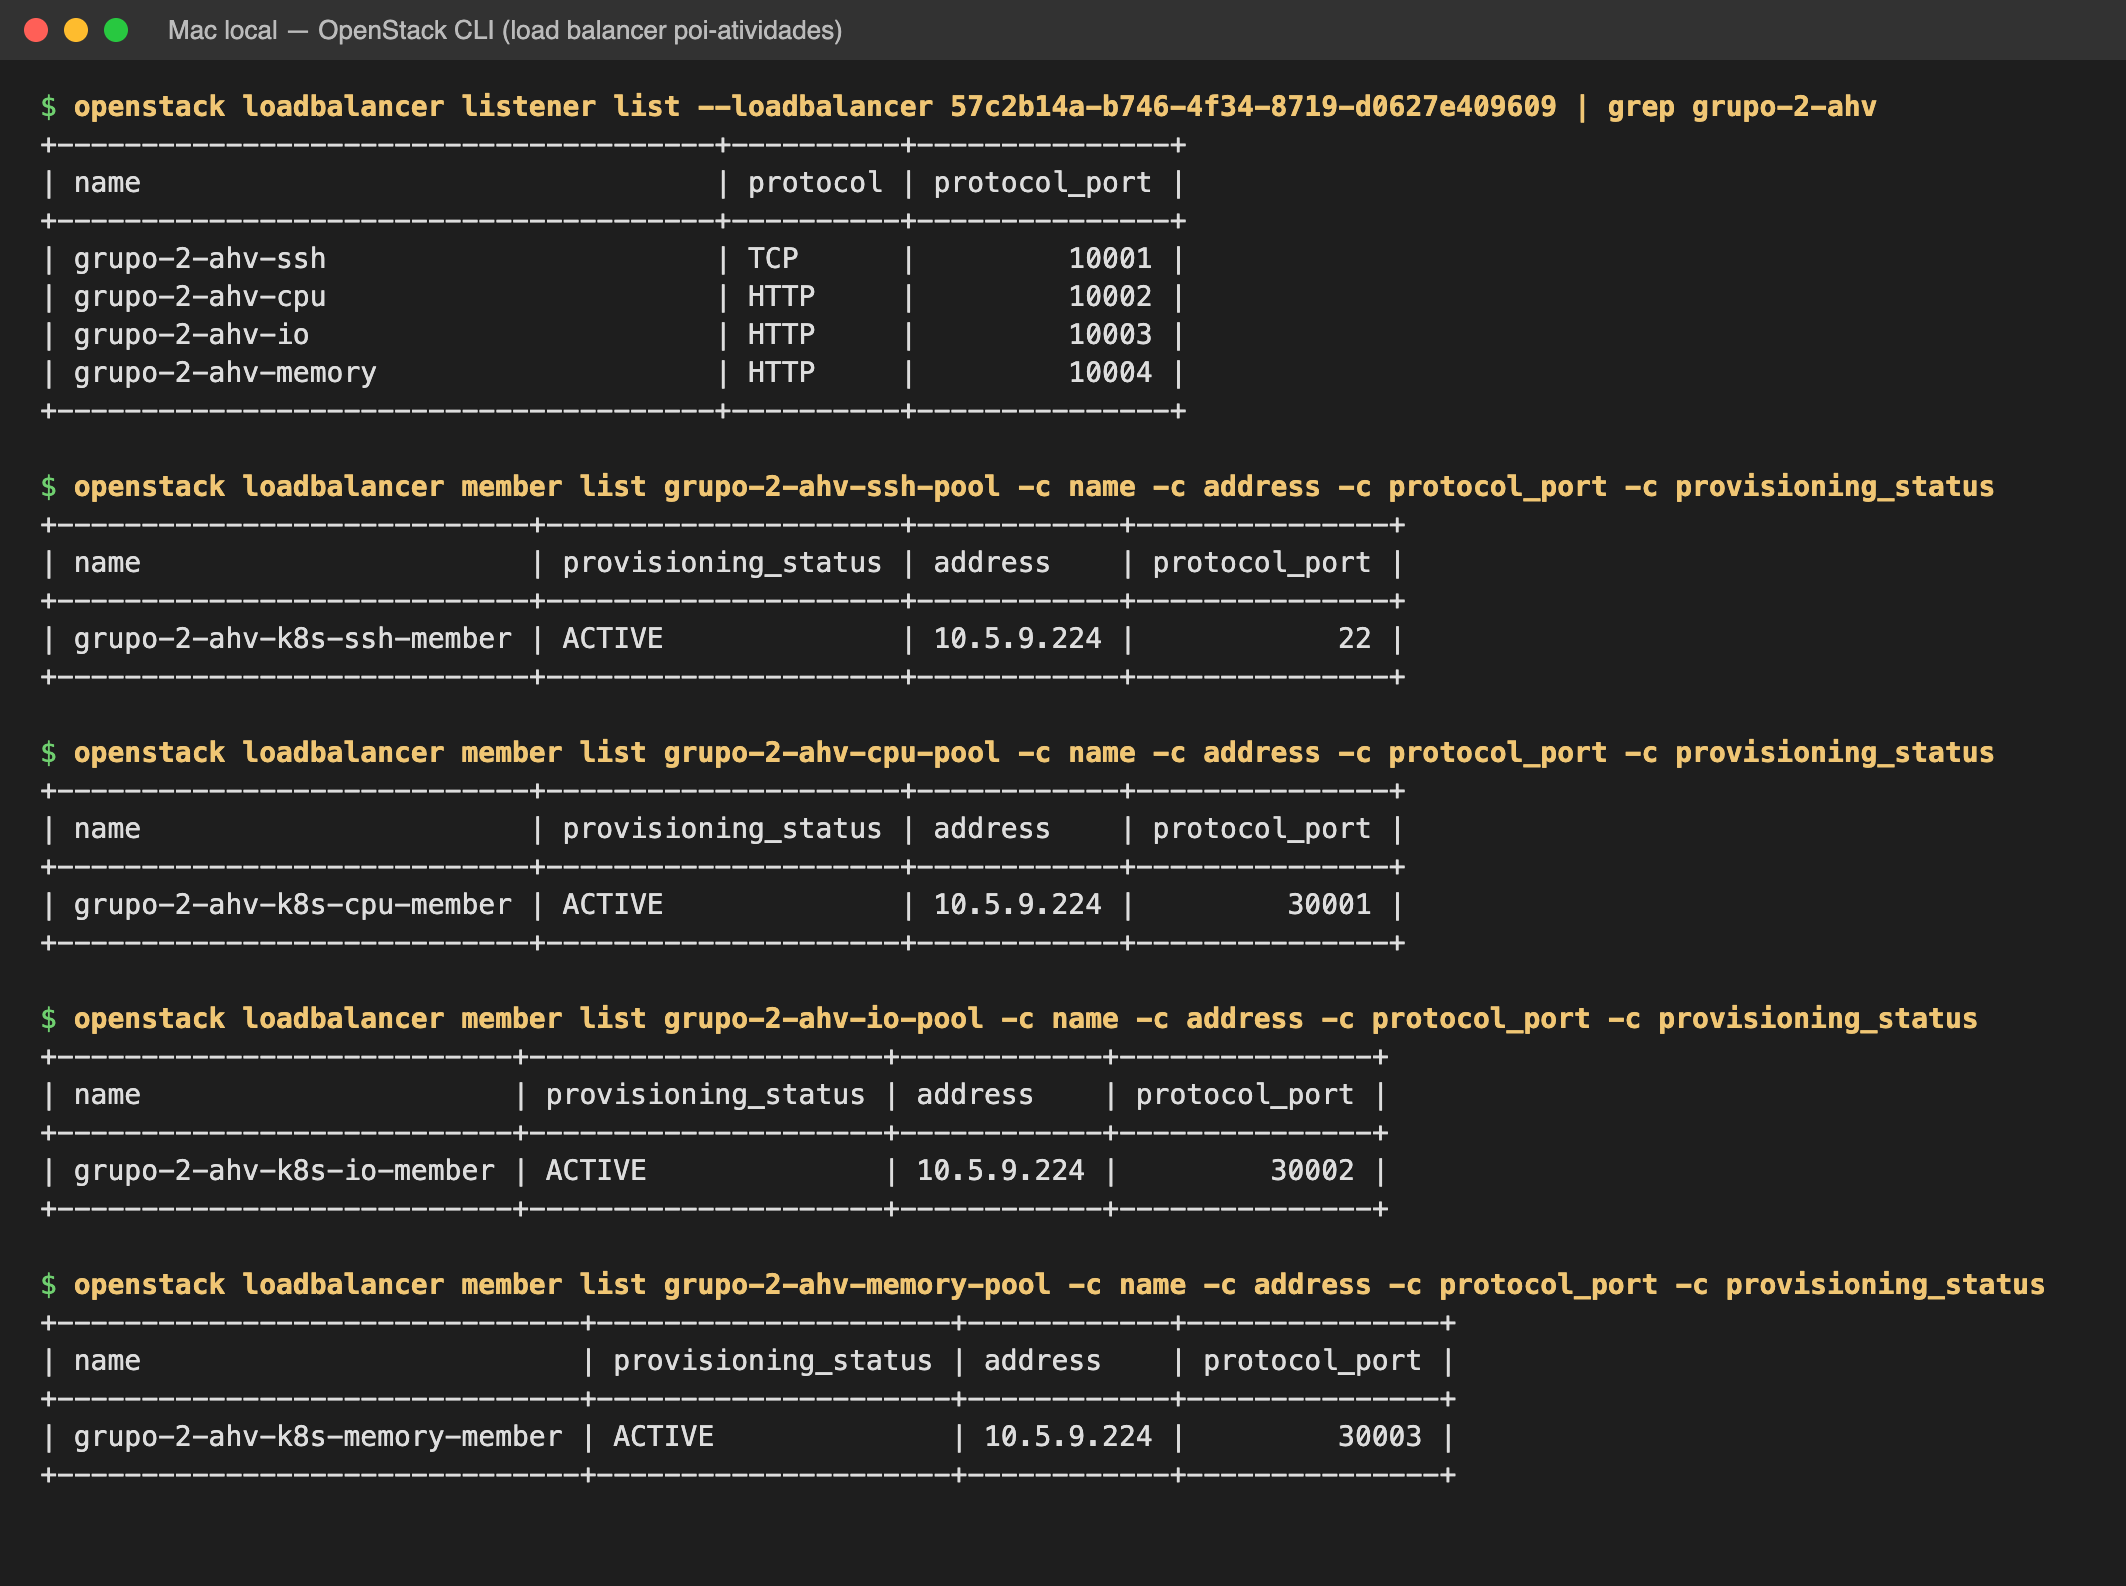 Mac local — OpenStack CLI (load balancer poi-atividades)
$ openstack loadbalancer listener list --loadbalancer 57c2b14a-b746-4f34-8719-d0627e409609 | grep grupo-2-ahv
+---------------------------------------+----------+---------------+
| name                                  | protocol | protocol_port |
+---------------------------------------+----------+---------------+
| grupo-2-ahv-ssh                       | TCP      |         10001 |
| grupo-2-ahv-cpu                       | HTTP     |         10002 |
| grupo-2-ahv-io                        | HTTP     |         10003 |
| grupo-2-ahv-memory                    | HTTP     |         10004 |
+---------------------------------------+----------+---------------+
$ openstack loadbalancer member list grupo-2-ahv-ssh-pool -c name -c address -c protocol_port -c provisioning_status
+----------------------------+---------------------+------------+---------------+
| name                       | provisioning_status | address    | protocol_port |
+----------------------------+---------------------+------------+---------------+
| grupo-2-ahv-k8s-ssh-member | ACTIVE              | 10.5.9.224 |            22 |
+----------------------------+---------------------+------------+---------------+
$ openstack loadbalancer member list grupo-2-ahv-cpu-pool -c name -c address -c protocol_port -c provisioning_status
+----------------------------+---------------------+------------+---------------+
| name                       | provisioning_status | address    | protocol_port |
+----------------------------+---------------------+------------+---------------+
| grupo-2-ahv-k8s-cpu-member | ACTIVE              | 10.5.9.224 |         30001 |
+----------------------------+---------------------+------------+---------------+
$ openstack loadbalancer member list grupo-2-ahv-io-pool -c name -c address -c protocol_port -c provisioning_status
+---------------------------+---------------------+------------+---------------+
| name                      | provisioning_status | address    | protocol_port |
+---------------------------+---------------------+------------+---------------+
| grupo-2-ahv-k8s-io-member | ACTIVE              | 10.5.9.224 |         30002 |
+---------------------------+---------------------+------------+---------------+
$ openstack loadbalancer member list grupo-2-ahv-memory-pool -c name -c address -c protocol_port -c provisioning_status
+-------------------------------+---------------------+------------+---------------+
| name                          | provisioning_status | address    | protocol_port |
+-------------------------------+---------------------+------------+---------------+
| grupo-2-ahv-k8s-memory-member | ACTIVE              | 10.5.9.224 |         30003 |
+-------------------------------+---------------------+------------+---------------+